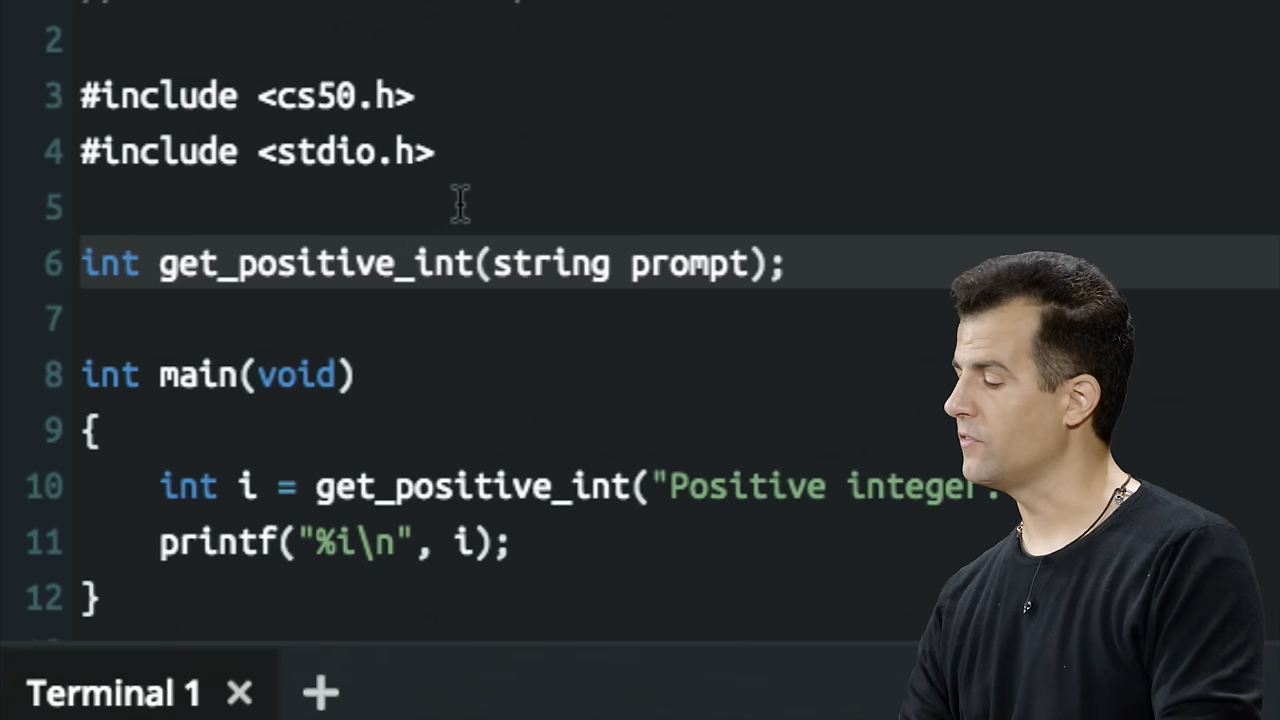 2
3 #include <cs50.h>
4 #include <stdio.h>
5
6 int get_positive_int(string prompt);
7
8 int main(void)
9 {
10 int i = get_positive_int("Positive integer:
11 printf("%i\n", i);
12 }
Terminal 1 × +